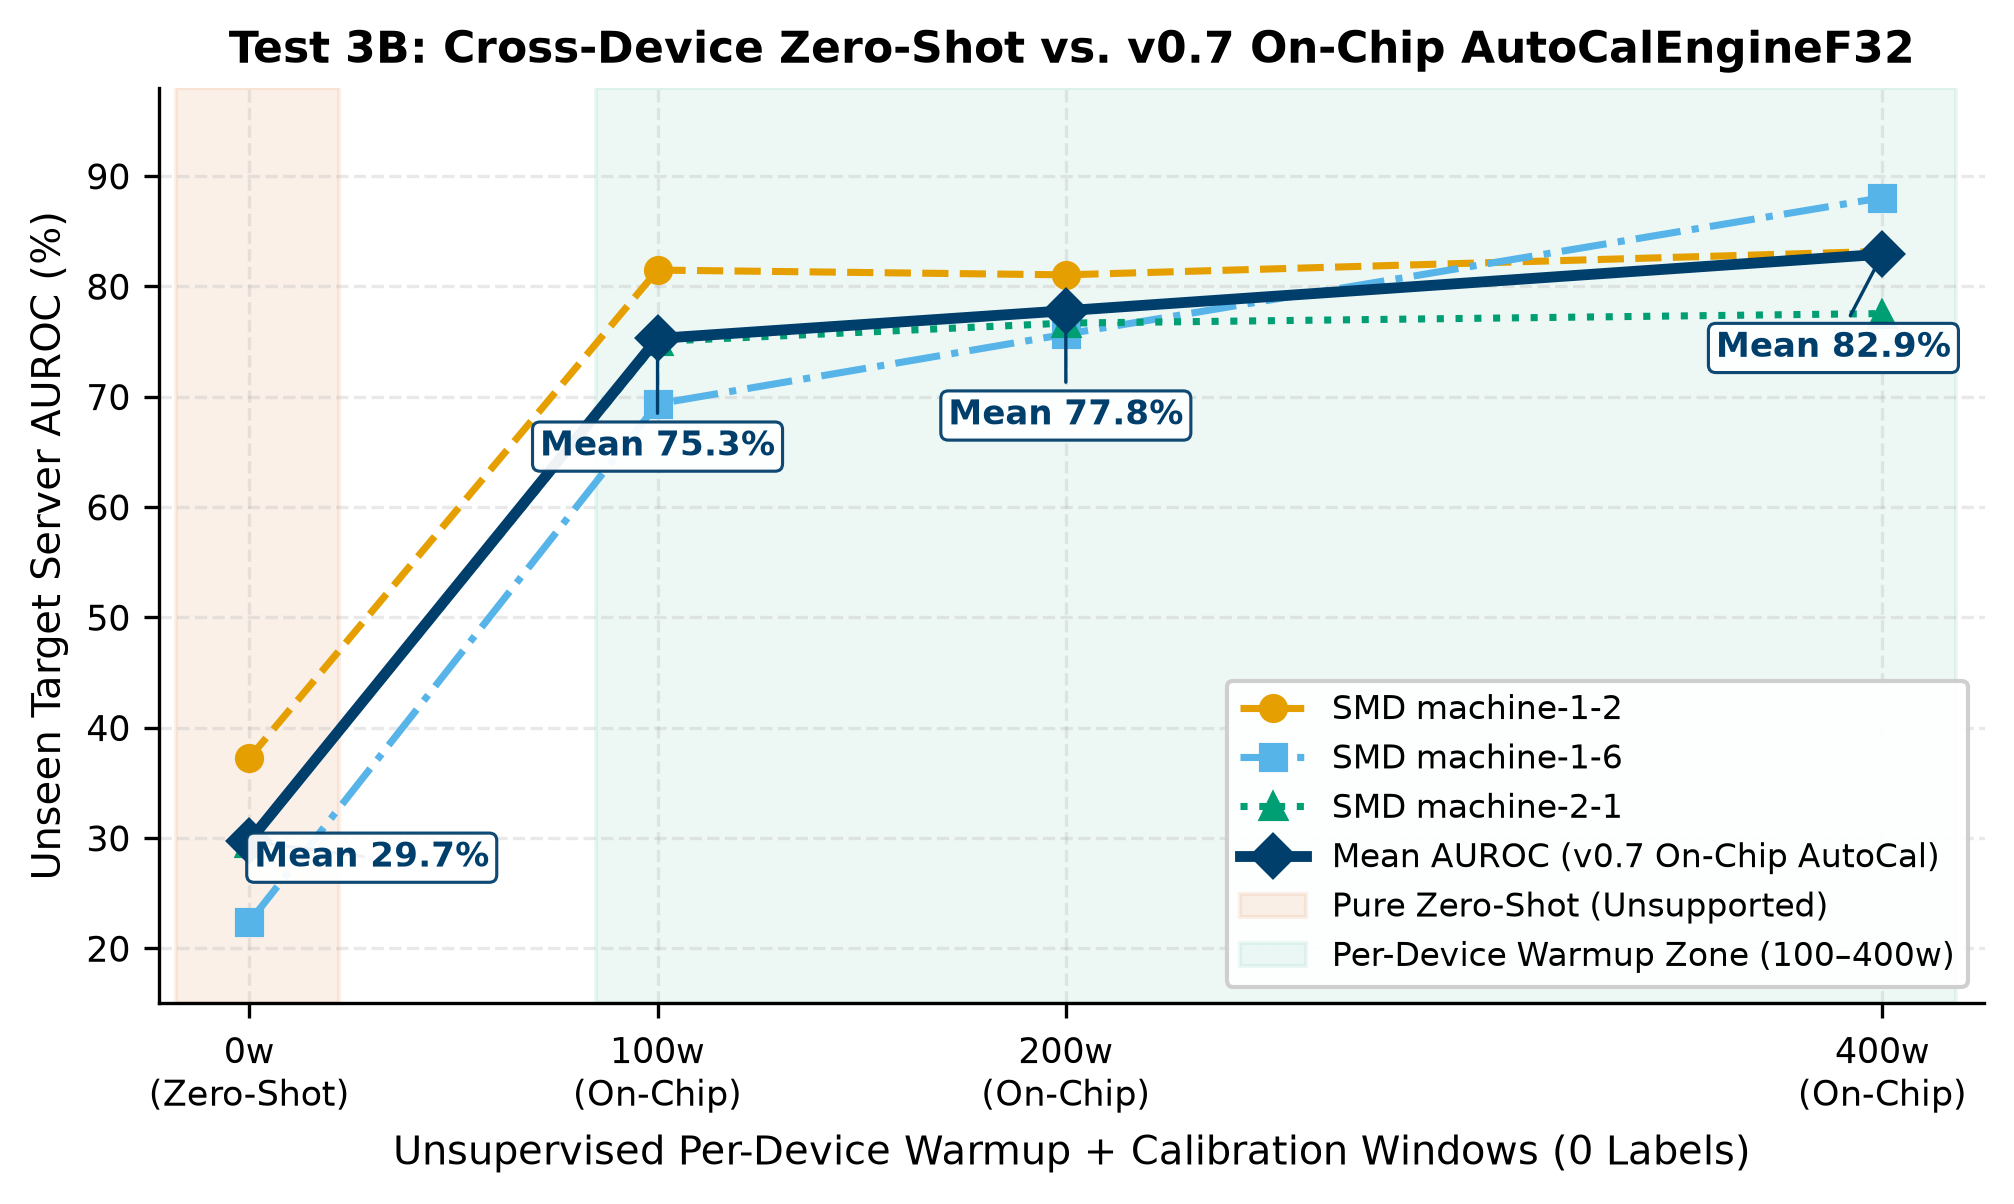 Test 3B: Cross-Device Zero-Shot vs. v0.7 On-Chip AutoCalEngineF32
Unseen Target Server AUROC (%)
90
80
70
60
50
40
30
20
Mean 29.7%
Mean 75.3%
Mean 77.8%
Mean 82.9%
SMD machine-1-2
SMD machine-1-6
SMD machine-2-1
Mean AUROC (v0.7 On-Chip AutoCal)
Pure Zero-Shot (Unsupported)
Per-Device Warmup Zone (100–400w)
0w
(Zero-Shot)
100w
(On-Chip)
200w
(On-Chip)
400w
(On-Chip)
Unsupervised Per-Device Warmup + Calibration Windows (0 Labels)